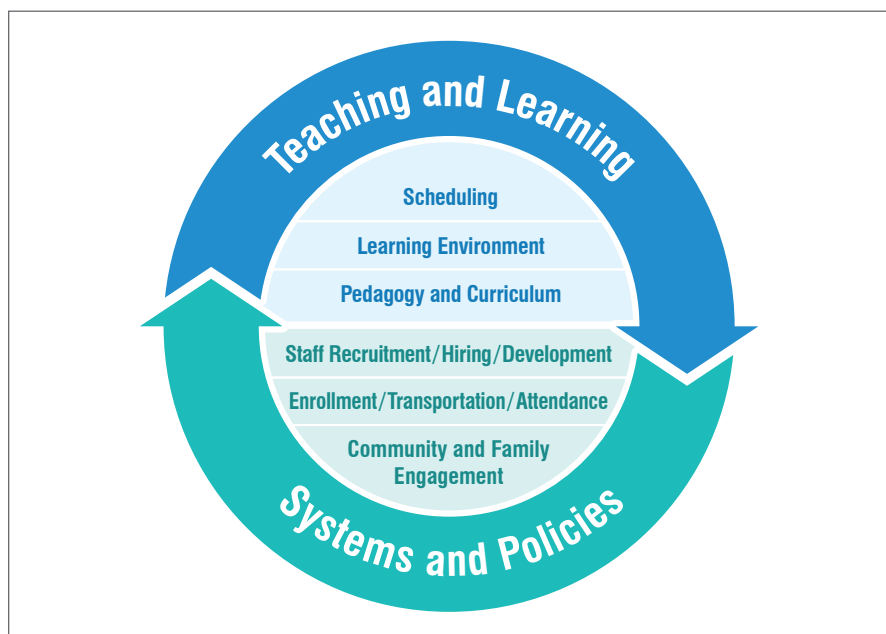 Teaching and Learning
Scheduling
Learning Environment
Pedagogy and Curriculum
Staff Recruitment/Hiring/Development
Enrollment/Transportation/Attendance
Community and Family
Engagement
Systems and Policies